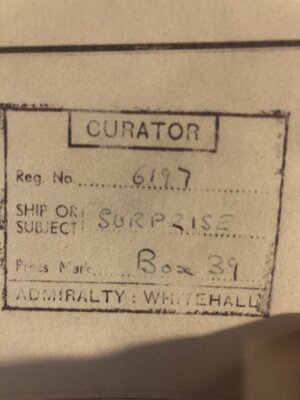 CURATOR
Reg. No. 6197
SHIP OR
SUBJECT SURPRISE
Press Mark Box 39
ADMIRALTY : WHITEHALL